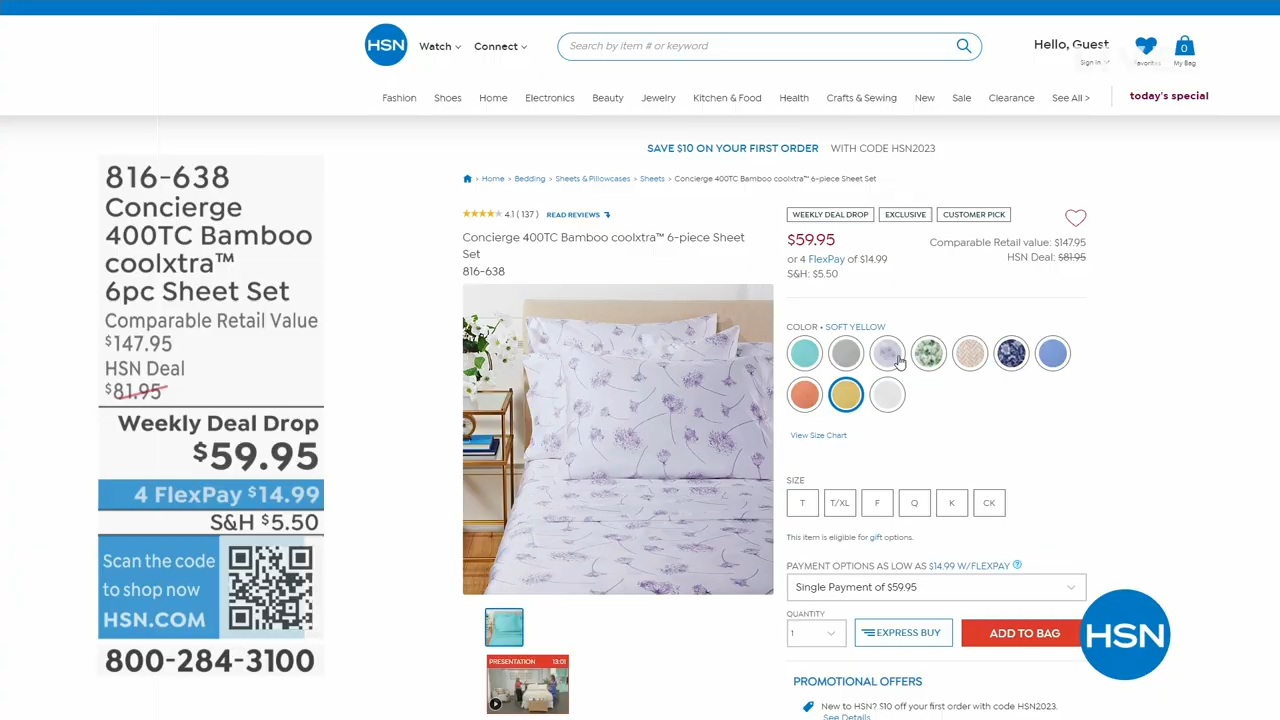 HSN
Watch
Connect
Search by item # or keyword
Hello, Guest
Sign In
Favorites
0
My Bag
Fashion
Shoes
Home
Electronics
Beauty
Jewelry
Kitchen & Food
Health
Crafts & Sewing
New
Sale
Clearance
See All >
today's special
SAVE $10 ON YOUR FIRST ORDER WITH CODE HSN2023
Home > Bedding > Sheets & Pillowcases > Sheets > Concierge 400TC Bamboo coolxtra™ 6-piece Sheet Set
816-638
Concierge
400TC Bamboo
coolxtra™
6pc Sheet Set
Comparable Retail Value
$147.95
HSN Deal
$81.95
Weekly Deal Drop
$59.95
4 FlexPay $14.99
S&H $5.50
Scan the code
to shop now
HSN.COM
800-284-3100
4.1 ( 137 ) READ REVIEWS
Concierge 400TC Bamboo coolxtra™ 6-piece Sheet
Set
816-638
PRESENTATION 13:01
WEEKLY DEAL DROP
EXCLUSIVE
CUSTOMER PICK
$59.95
or 4 FlexPay of $14.99
S&H: $5.50
Comparable Retail value: $147.95
HSN Deal: $81.95
COLOR • SOFT YELLOW
View Size Chart
SIZE
T
T/XL
F
Q
K
CK
This item is eligible for gift options.
PAYMENT OPTIONS AS LOW AS $14.99 W/FLEXPAY
Single Payment of $59.95
QUANTITY
1
EXPRESS BUY
ADD TO BAG
HSN
PROMOTIONAL OFFERS
New to HSN? $10 off your first order with code HSN2023.
See Details